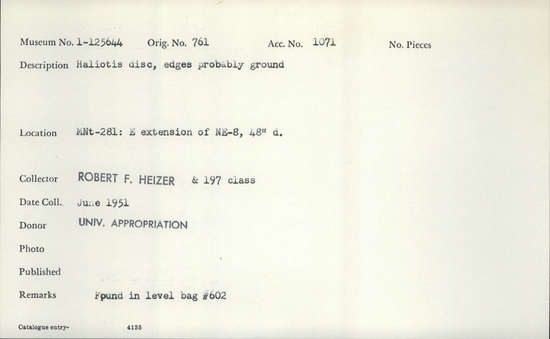 Museum No. 1-125644 Orig. No. 761 Acc. No. 1071 No. Pieces
Description Haliotis disc, edges probably ground
Location MNt-281: E extension of NE-8, 48" d.
Collector ROBERT F. HEIZER & 197 class
Date Coll. June 1951
Donor UNIV. APPROPRIATION
Photo
Published
Remarks Found in level bag #602
Catalogue entry- 4135